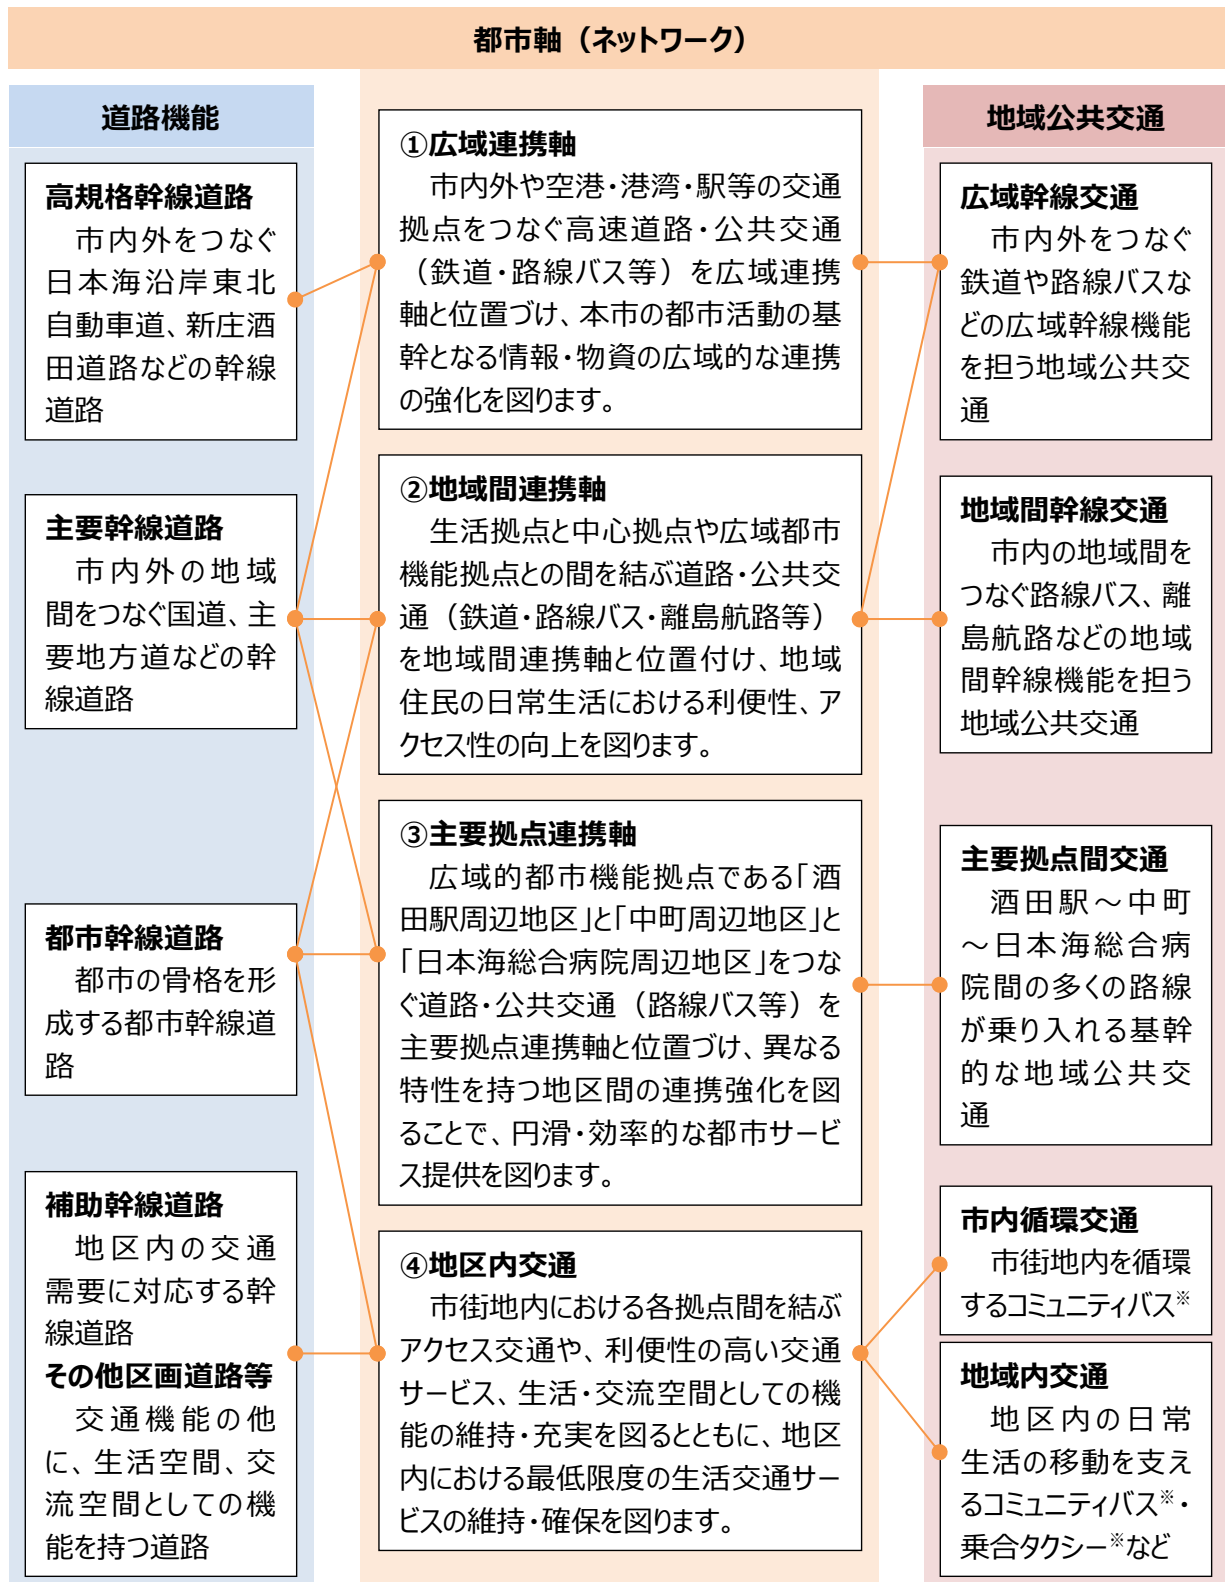 都市軸（ネットワーク）
道路機能
高規格幹線道路
市内外をつなぐ
日本海沿岸東北
自動車道、新庄酒
田道路などの幹線
道路
主要幹線道路
市内外の地域
間をつなぐ国道、主
要地方道などの幹
線道路
都市幹線道路
都市の骨格を形
成する都市幹線道
路
補助幹線道路
地区内の交通
需要に対応する幹
線道路
その他区画道路等
交通機能の他
に、生活空間、交
流空間としての機
能を持つ道路
①広域連携軸
市内外や空港・港湾・駅等の交通
拠点をつなぐ高速道路・公共交通
（鉄道・路線バス等）を広域連携
軸と位置づけ、本市の都市活動の基
幹となる情報・物資の広域的な連携
の強化を図ります。
②地域間連携軸
生活拠点と中心拠点や広域都市
機能拠点との間を結ぶ道路・公共交
通（鉄道・路線バス・離島航路等）
を地域間連携軸と位置付け、地域
住民の日常生活における利便性、ア
クセス性の向上を図ります。
③主要拠点連携軸
広域的都市機能拠点である「酒
田駅周辺地区」と「中町周辺地区」と
「日本海総合病院周辺地区」をつな
ぐ道路・公共交通（路線バス等）を
主要拠点連携軸と位置づけ、異なる
特性を持つ地区間の連携強化を図
ることで、円滑・効率的な都市サービ
ス提供を図ります。
④地区内交通
市街地内における各拠点間を結ぶ
アクセス交通や、利便性の高い交通
サービス、生活・交流空間としての機
能の維持・充実を図るとともに、地区
内における最低限度の生活交通サー
ビスの維持・確保を図ります。
地域公共交通
広域幹線交通
市内外をつなぐ
鉄道や路線バスな
どの広域幹線機能
を担う地域公共交
通
地域間幹線交通
市内の地域間を
つなぐ路線バス、離
島航路などの地域
間幹線機能を担う
地域公共交通
主要拠点間交通
酒田駅～中町
～日本海総合病
院間の多くの路線
が乗り入れる基幹
的な地域公共交
通
市内循環交通
市街地内を循環
するコミュニティバス※
地域内交通
地区内の日常
生活の移動を支え
るコミュニティバス※・
乗合タクシー※など